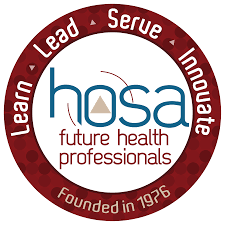 Learn Lead Serve Innovate
hosa
future health
professionals
Founded in 1976